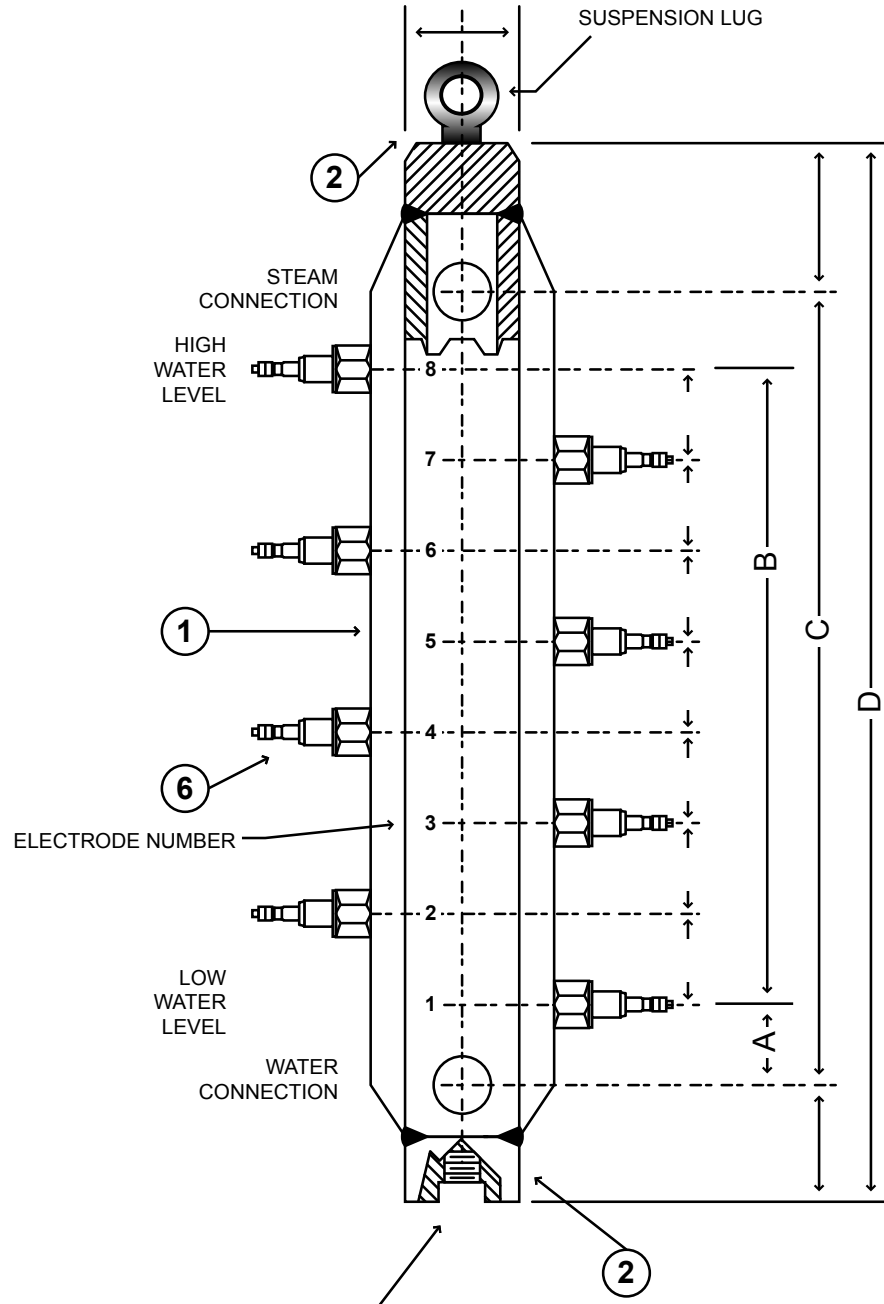 SUSPENSION LUG
2
STEAM
CONNECTION
HIGH
WATER
LEVEL
8
7
6
B
1
5
C
D
4
6
3
ELECTRODE NUMBER
2
LOW
WATER
LEVEL
1
A
WATER
CONNECTION
2